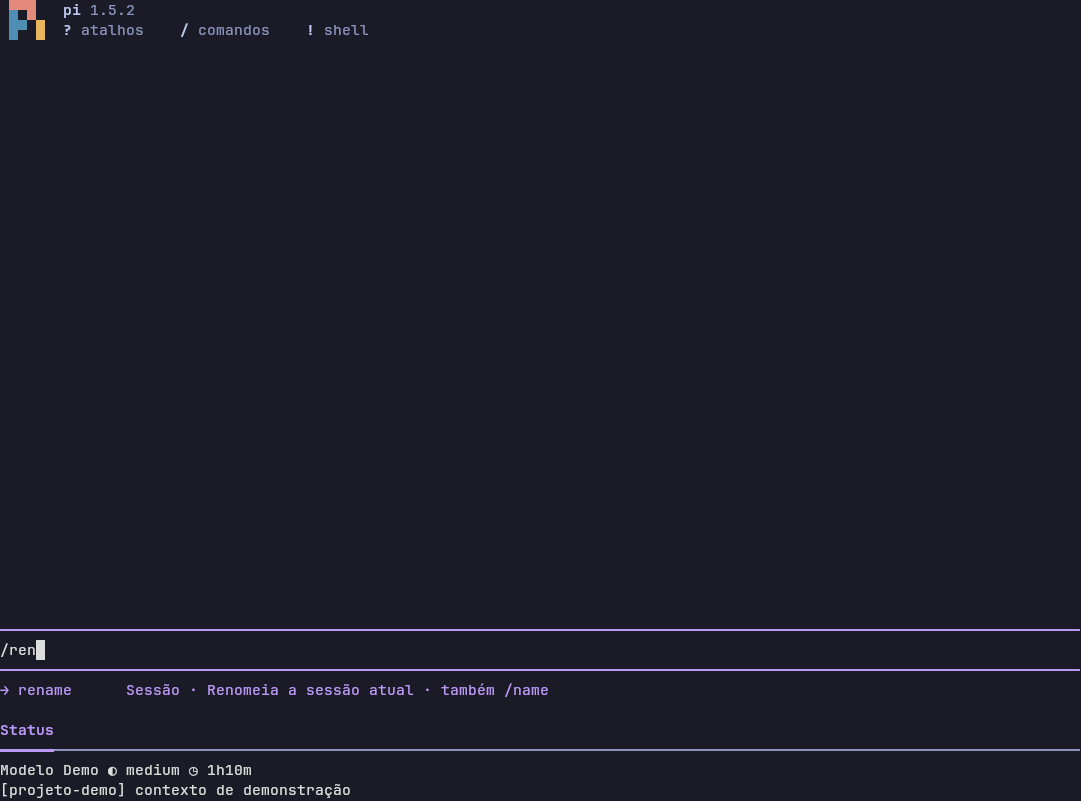 pi 1.5.2
? atalhos / comandos ! shell
/ren
→ rename Sessão · Renomeia a sessão atual · também /name
Status
Modelo Demo ◐ medium ◷ 1h10m
[projeto-demo] contexto de demonstração